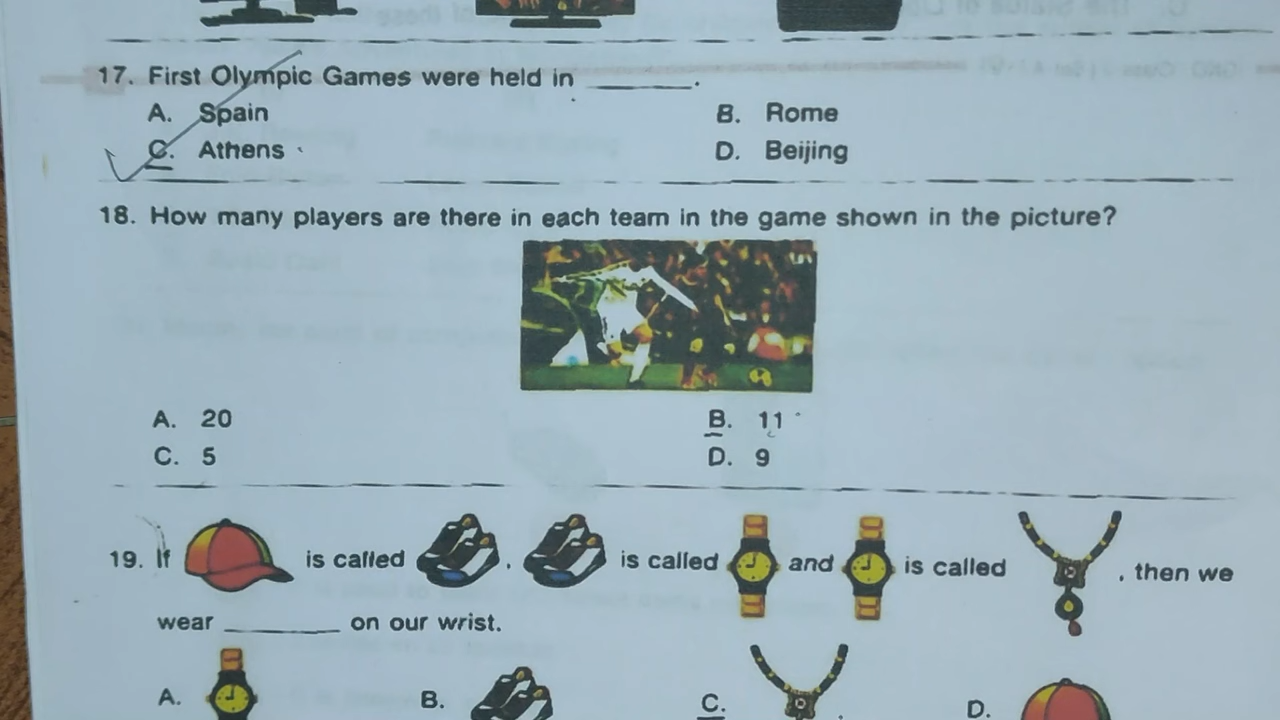 17. First Olympic Games were held in ________.
A. Spain B. Rome
C. Athens D. Beijing
18. How many players are there in each team in the game shown in the picture?
A. 20 B. 11
C. 5 D. 9
19. If is called , is called and is called , then we
wear ________ on our wrist.
A. B. C. D.